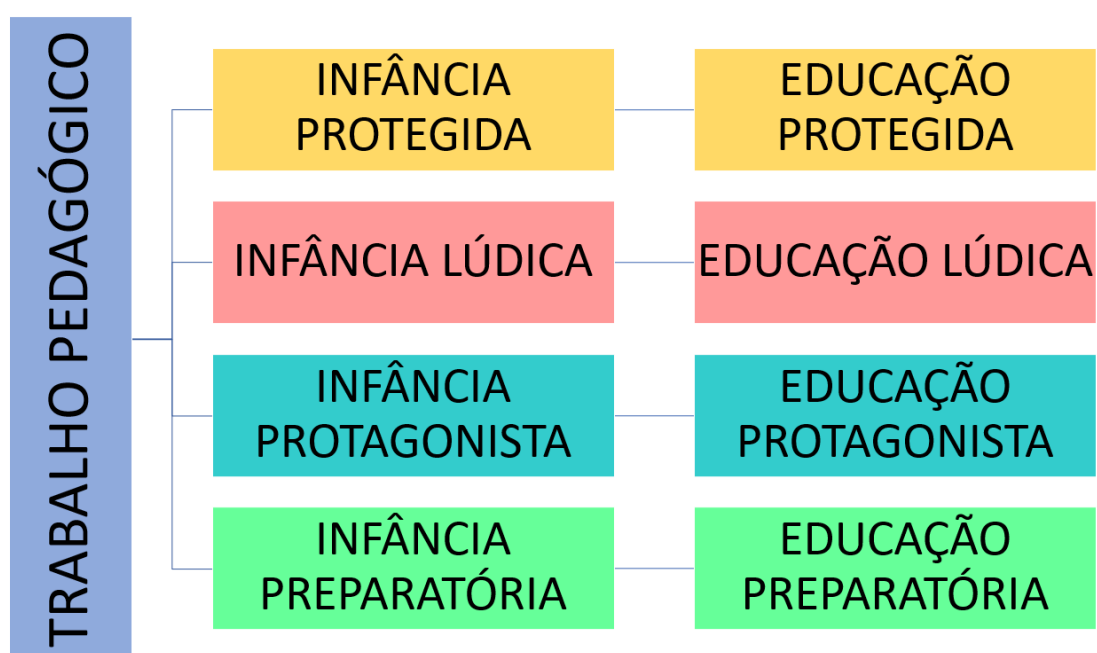 TRABALHO PEDAGÓGICO
INFÂNCIA
PROTEGIDA
EDUCAÇÃO
PROTEGIDA
INFÂNCIA LÚDICA
EDUCAÇÃO LÚDICA
INFÂNCIA
PROTAGONISTA
EDUCAÇÃO
PROTAGONISTA
INFÂNCIA
PREPARATÓRIA
EDUCAÇÃO
PREPARATÓRIA